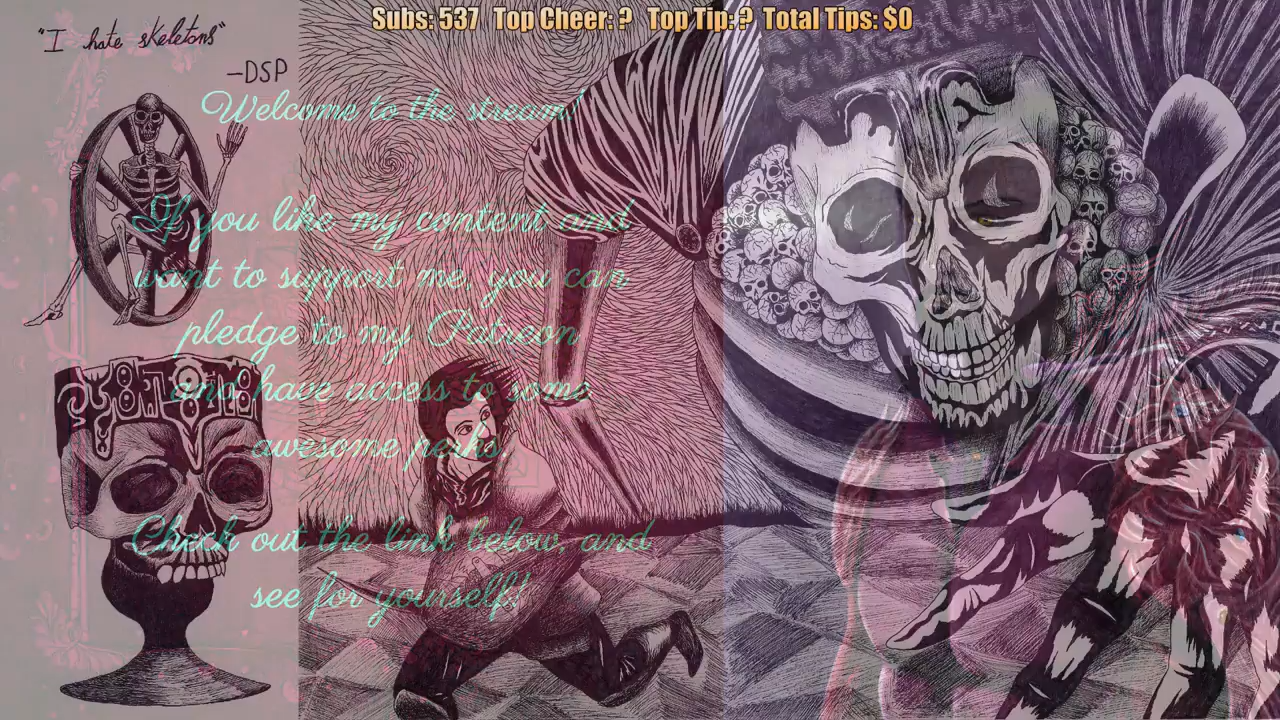 Subs: 537 Top Cheer: ? Top Tip: ? Total Tips: $0
"I hate skeletons"
-DSP
Welcome to the stream!
If you like my content and
want to support me, you can
pledge to my Patreon
and have access to some
awesome perks.
Check out the link below, and
see for yourself!